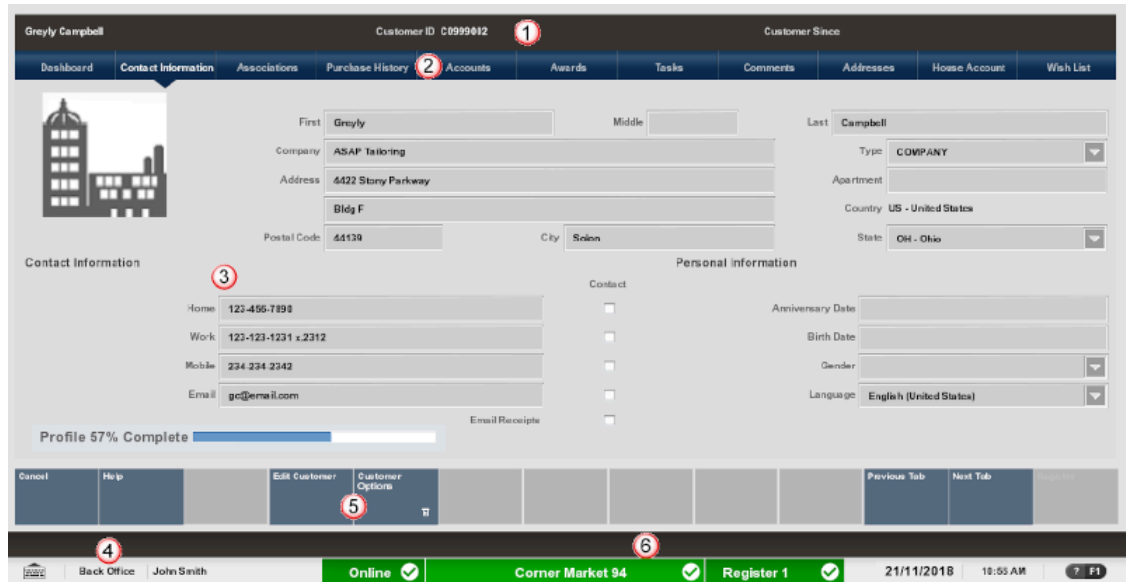 Greyly Campbell Customer ID C0999002 1 Customer Since
Dashboard Contact Information Associations Purchase History 2 Accounts Awards Tasks Comments Addresses House Account Wish List
First Greyly Middle Last Campbell
Company ASAP Tailoring Type COMPANY
Address 4422 Stony Parkway Apartment
Bldg F Country US - United States
Postal Code 44139 City Solon State OH - Ohio
Contact Information Personal Information
3
Contact
Home 123-456-7890 Anniversary Date
Work 123-123-1231 x.2312 Birth Date
Mobile 234-234-2342 Gender
Email gc@email.com Language English (United States)
Email Receipts
Profile 57% Complete
Cancel Help Edit Customer Customer Previous Tab Next Tab
Options
5
4 6
Back Office John Smith Online Corner Market 94 Register 1 21/11/2018 10:55 AM ? F1